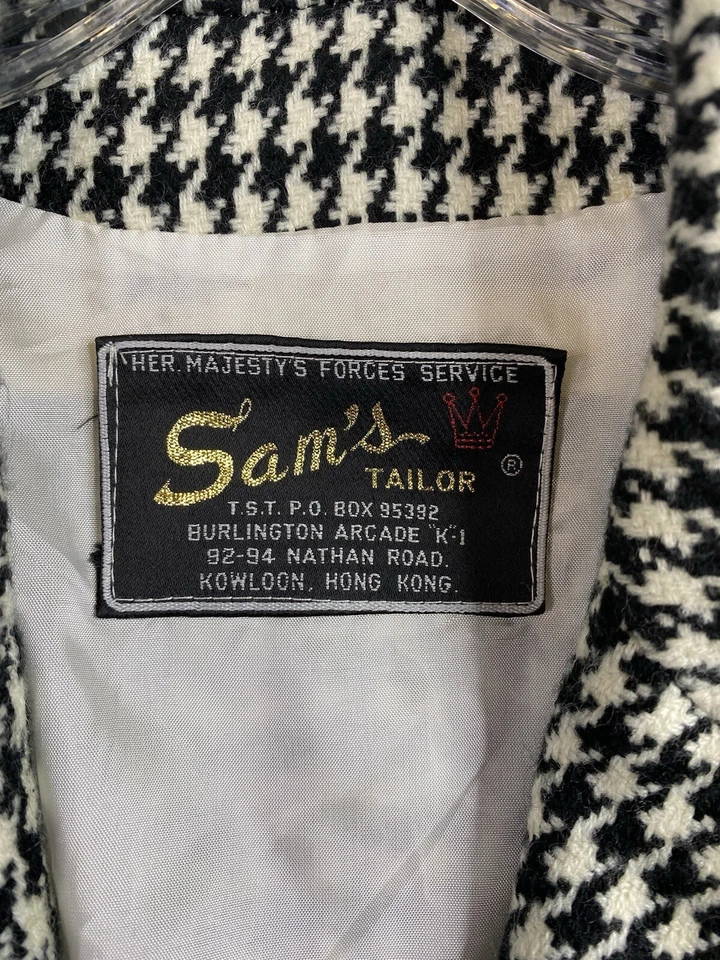 HER MAJESTY'S FORCES SERVICE
Sam's
TAILOR ®
T.S.T. P.O. BOX 95392
BURLINGTON ARCADE "K"-1
92-94 NATHAN ROAD.
KOWLOON, HONG KONG.